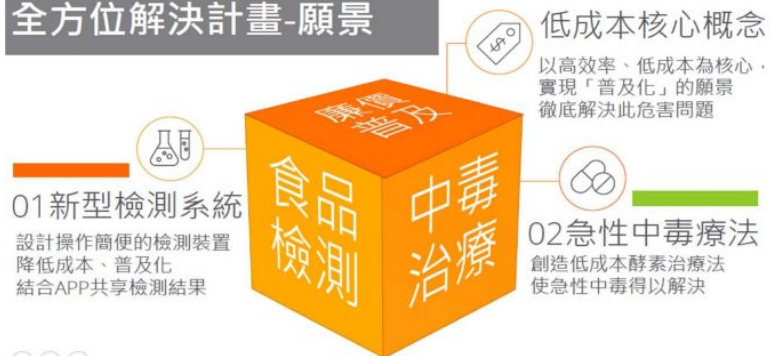 全方位解決計畫-願景
低成本核心概念
以高效率、低成本為核心，
實現「普及化」的願景
徹底解決此危害問題
廉價
普及
食品
檢測
中毒
治療
01新型檢測系統
設計操作簡便的檢測裝置
降低成本、普及化
結合APP共享檢測結果
02急性中毒療法
創造低成本酵素治療法
使急性中毒得以解決